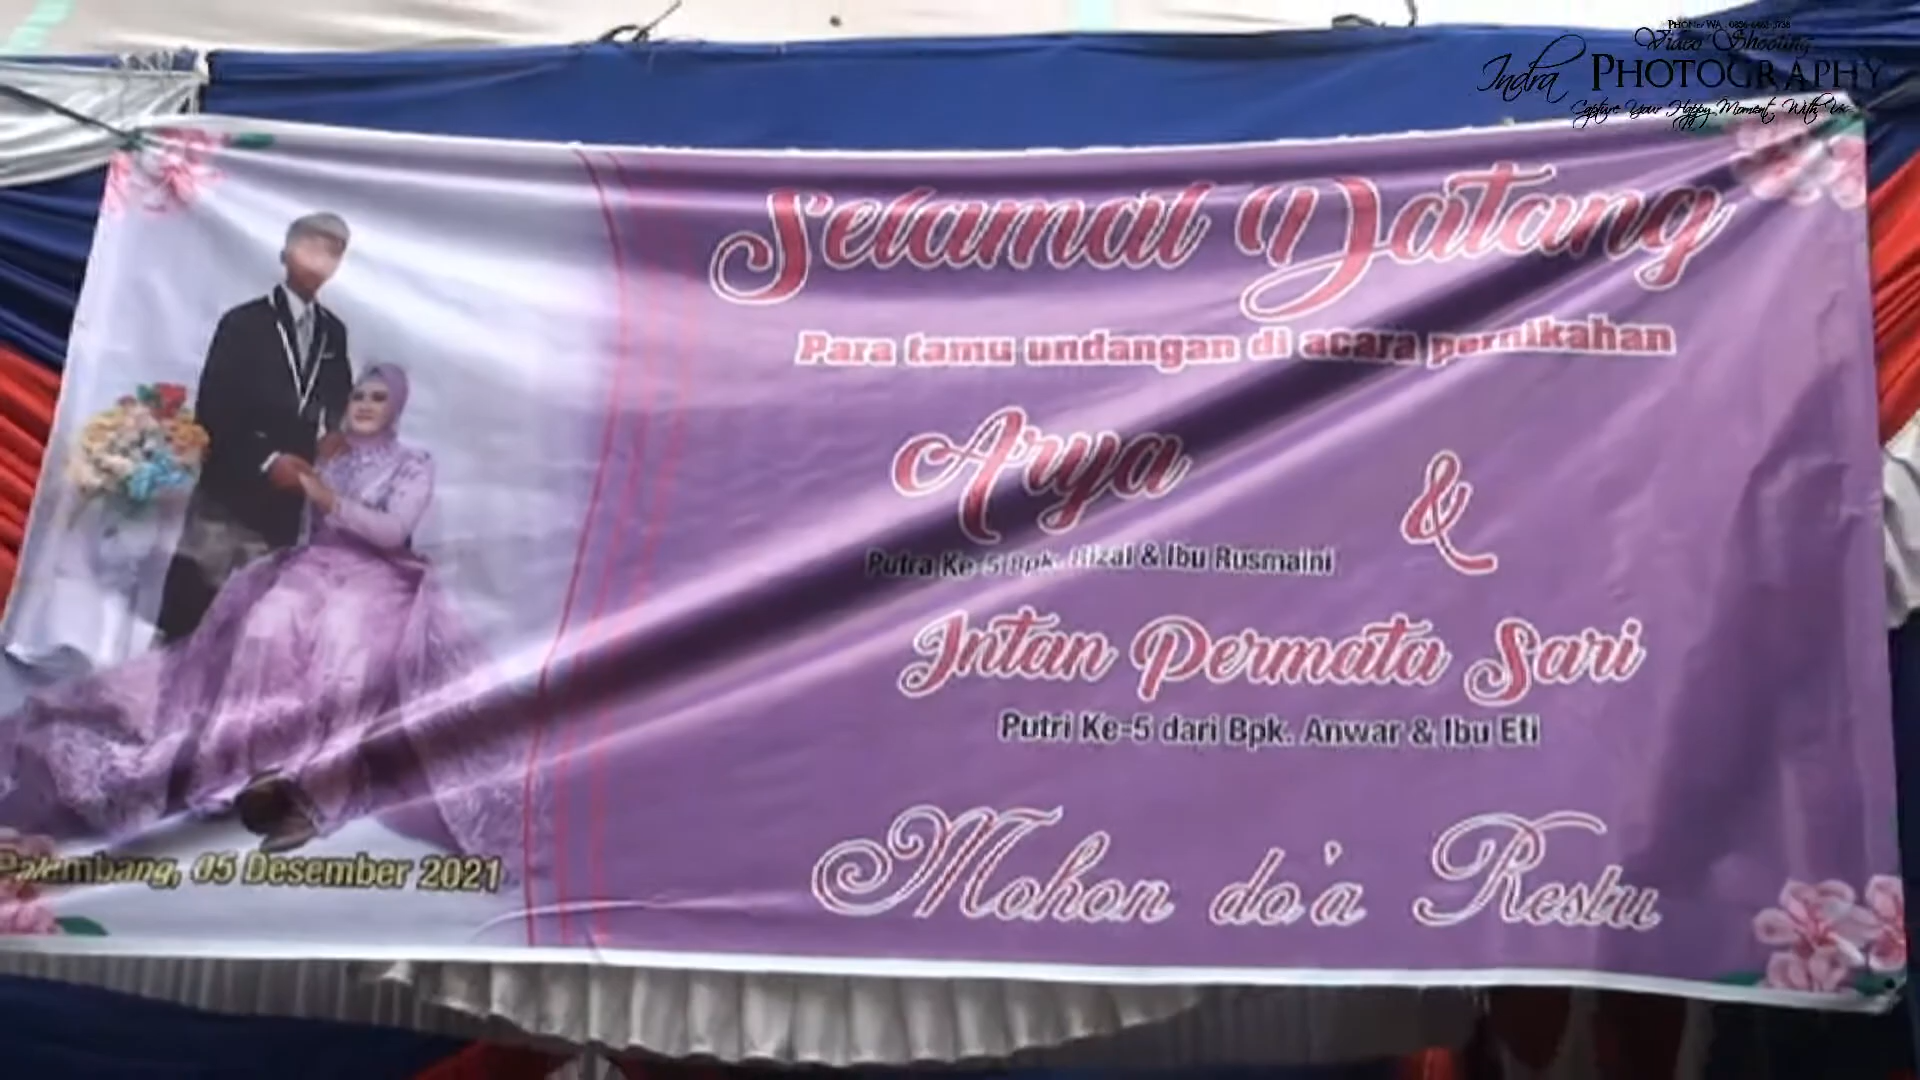 Video Shooting
Indra PHOTOGRAPHY
Capture Your Happy Moment With Us
Selamat Datang
Para tamu undangan di acara pernikahan
Arya
&
Putra Ke-5 Bpk. Rizal & Ibu Rusmaini
Intan Permata Sari
Putri Ke-5 dari Bpk. Anwar & Ibu Eti
Mohon do'a Restu
Palembang, 05 Desember 2021